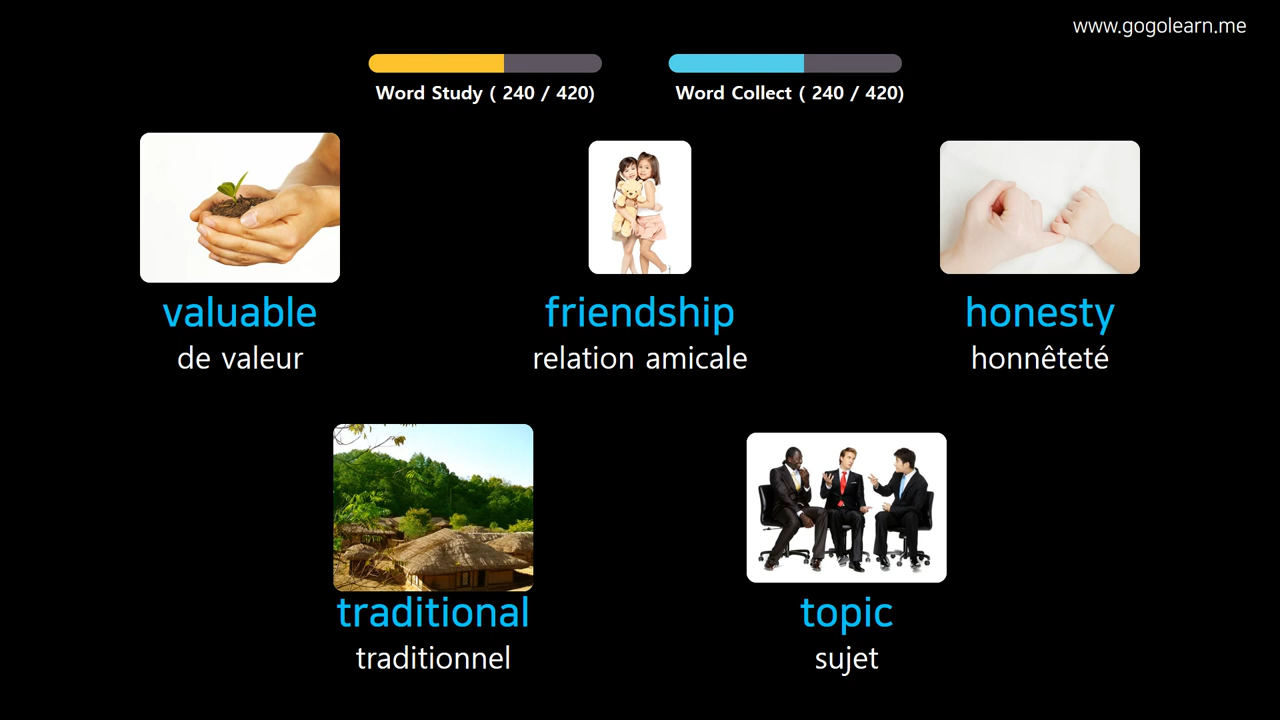 www.gogolearn.me
Word Study ( 240 / 420)
Word Collect ( 240 / 420)
valuable
de valeur
friendship
relation amicale
honesty
honnêteté
traditional
traditionnel
topic
sujet